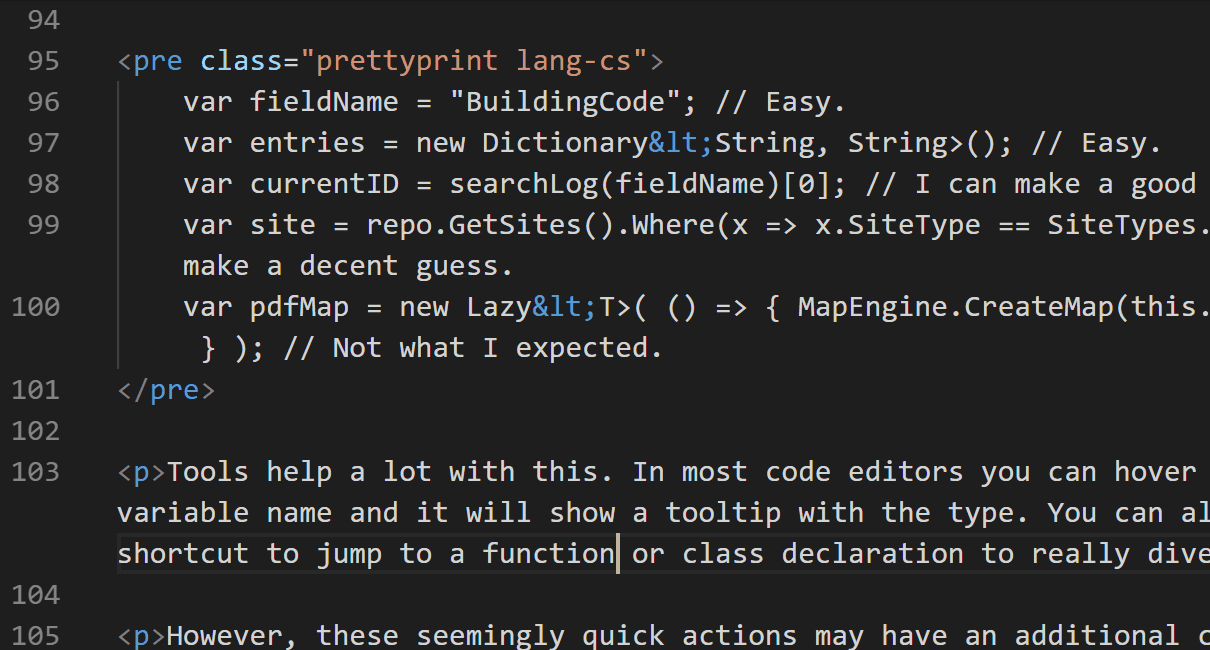 94
95 <pre class="prettyprint lang-cs">
96 var fieldName = "BuildingCode"; // Easy.
97 var entries = new Dictionary&lt;String, String>(); // Easy.
98 var currentID = searchLog(fieldName)[0]; // I can make a good
99 var site = repo.GetSites().Where(x => x.SiteType == SiteTypes.
make a decent guess.
100 var pdfMap = new Lazy&lt;T>( () => { MapEngine.CreateMap(this.
} ); // Not what I expected.
101 </pre>
102
103 <p>Tools help a lot with this. In most code editors you can hover
variable name and it will show a tooltip with the type. You can al
shortcut to jump to a function or class declaration to really dive
104
105 <p>However, these seemingly quick actions may have an additional c